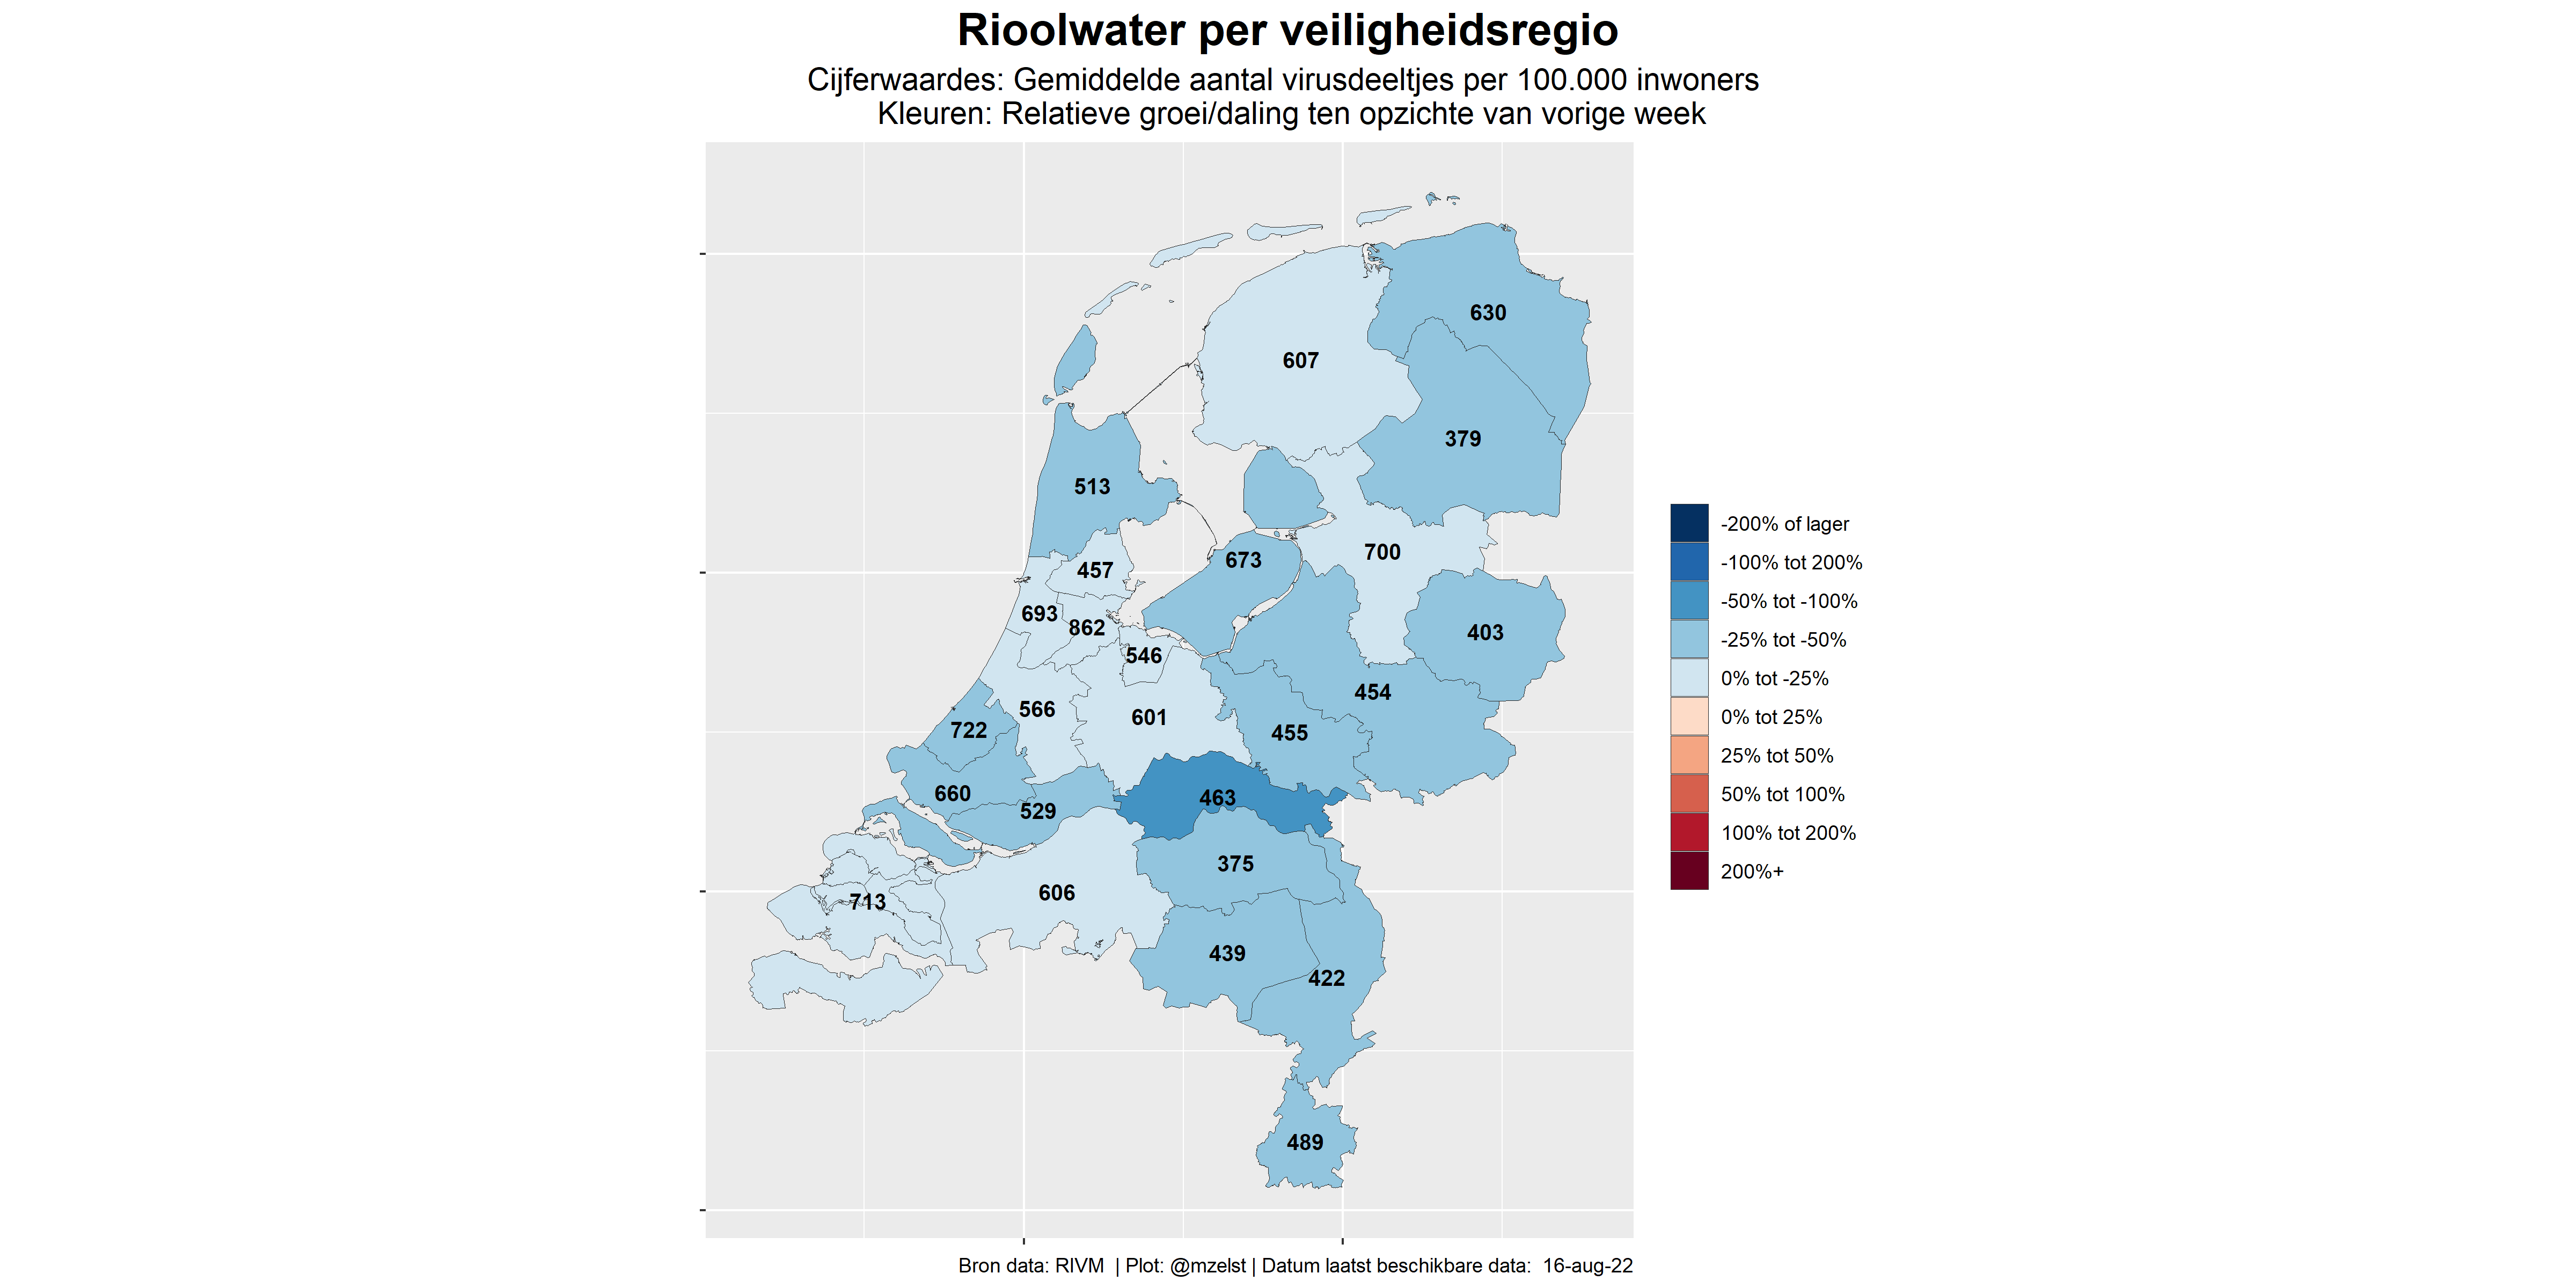 Rioolwater per veiligheidsregio
Cijferwaardes: Gemiddelde aantal virusdeeltjes per 100.000 inwoners
Kleuren: Relatieve groei/daling ten opzichte van vorige week
630
607
379
513
700
673
457
693
862
403
546
454
566
601
722
455
660
463
529
375
606
713
439
422
489
-200% of lager
-100% tot 200%
-50% tot -100%
-25% tot -50%
0% tot -25%
0% tot 25%
25% tot 50%
50% tot 100%
100% tot 200%
200%+
Bron data: RIVM | Plot: @mzelst | Datum laatst beschikbare data: 16-aug-22